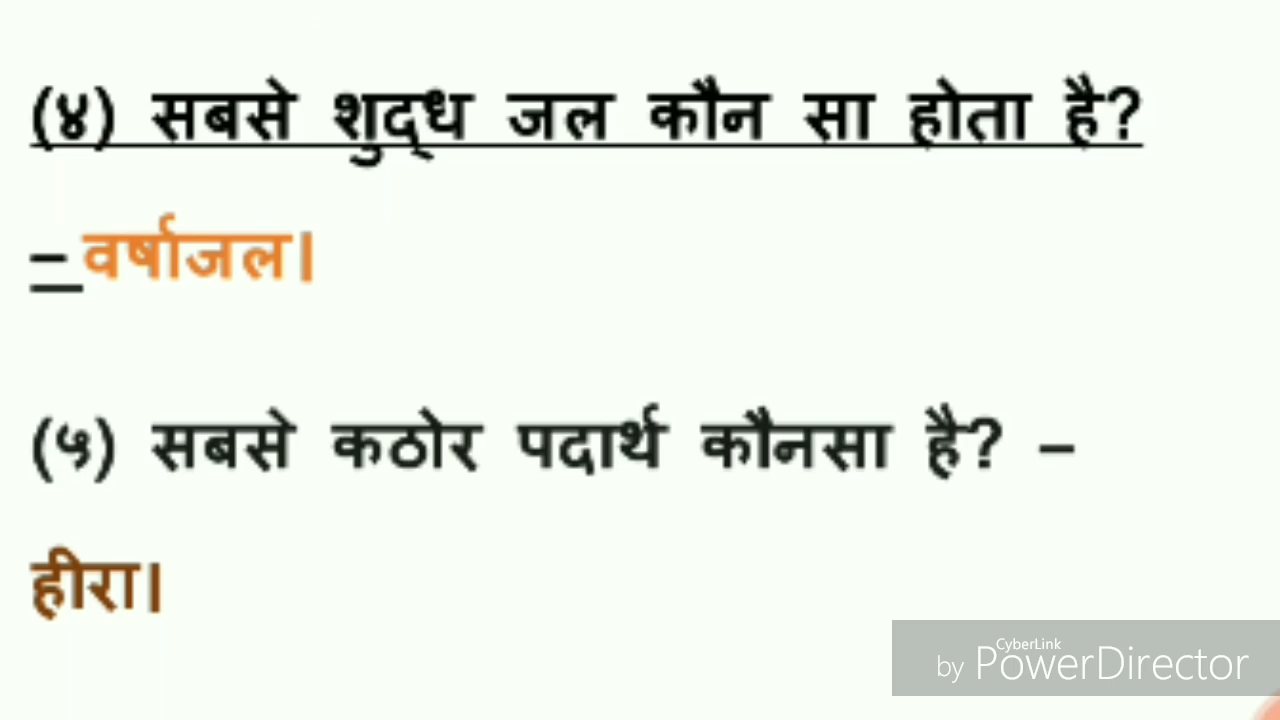 (४) सबसे शुद्ध जल कौन सा होता है?
– वर्षाजल।
(५) सबसे कठोर पदार्थ कौनसा है? –
हीरा।
CyberLink
by PowerDirector